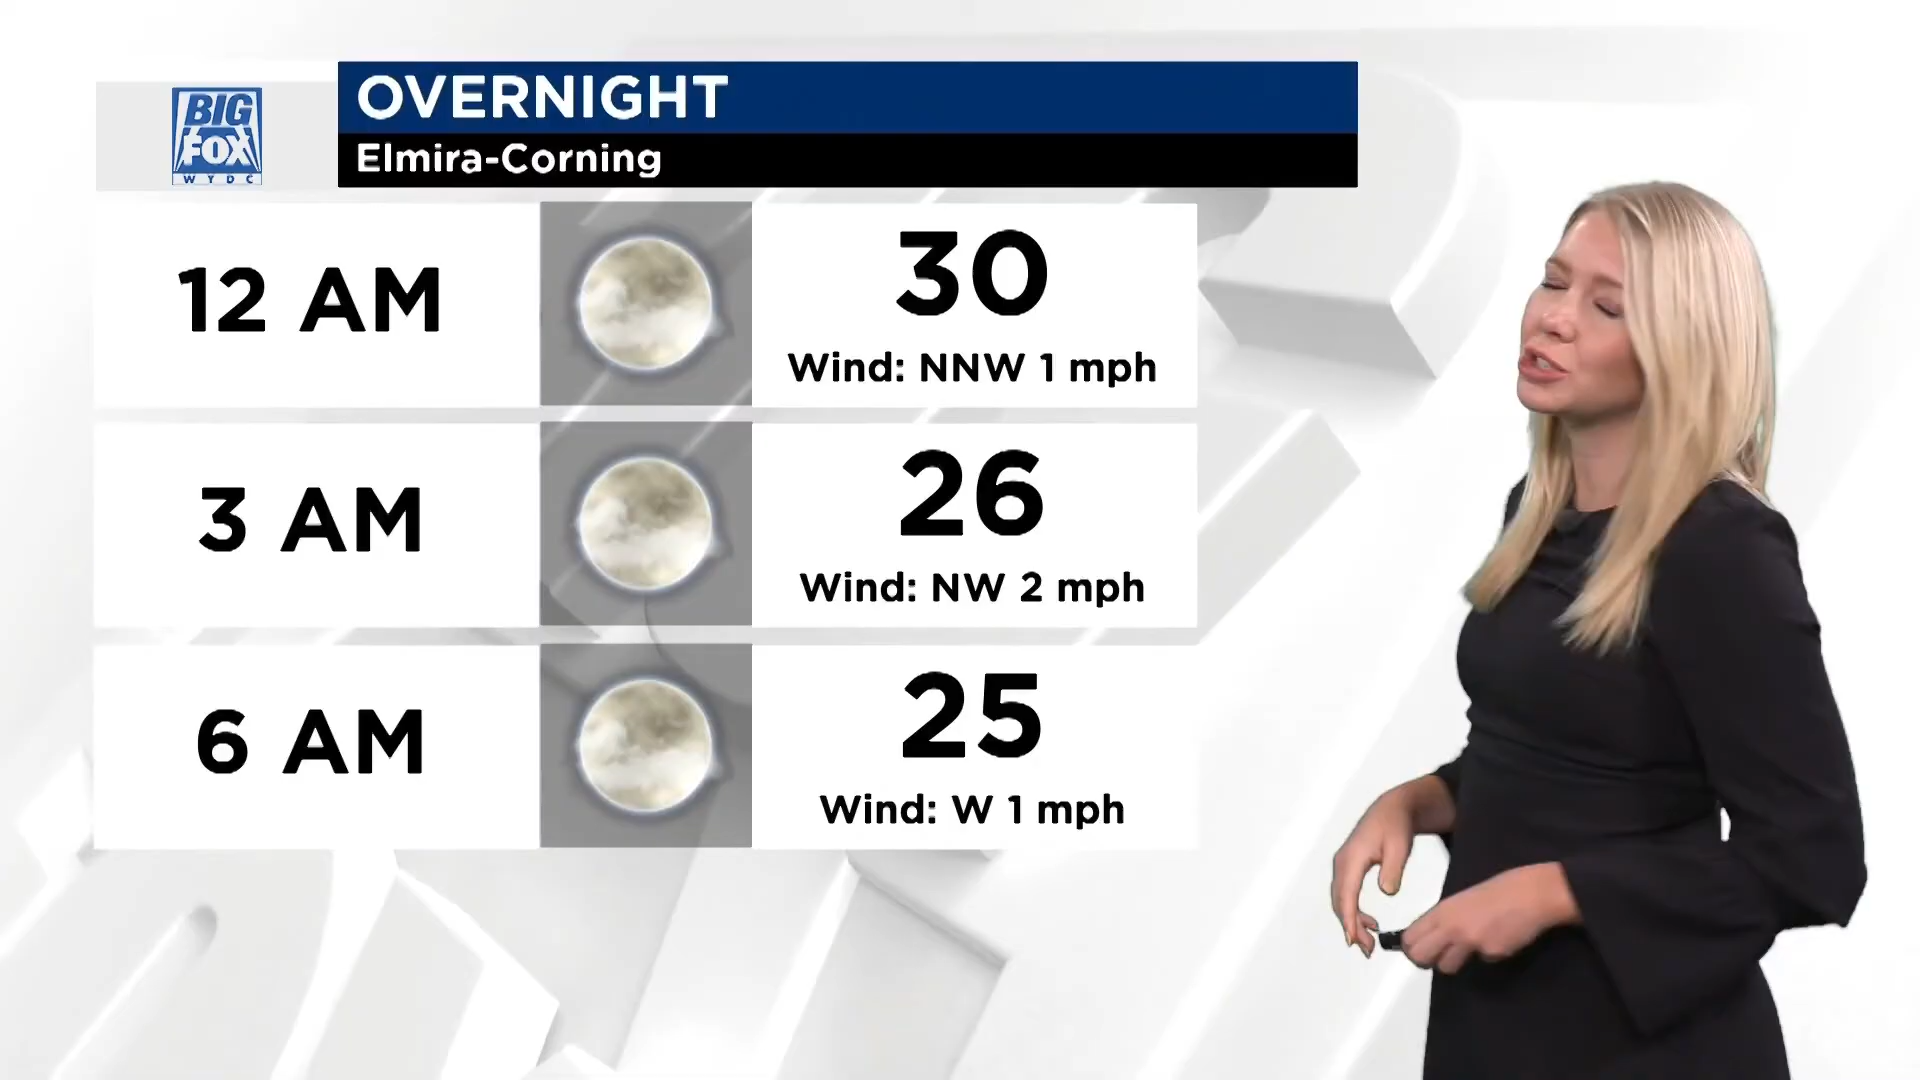 BIG
FOX
WYDC
OVERNIGHT
Elmira-Corning
12 AM
30
Wind: NNW 1 mph
3 AM
26
Wind: NW 2 mph
6 AM
25
Wind: W 1 mph